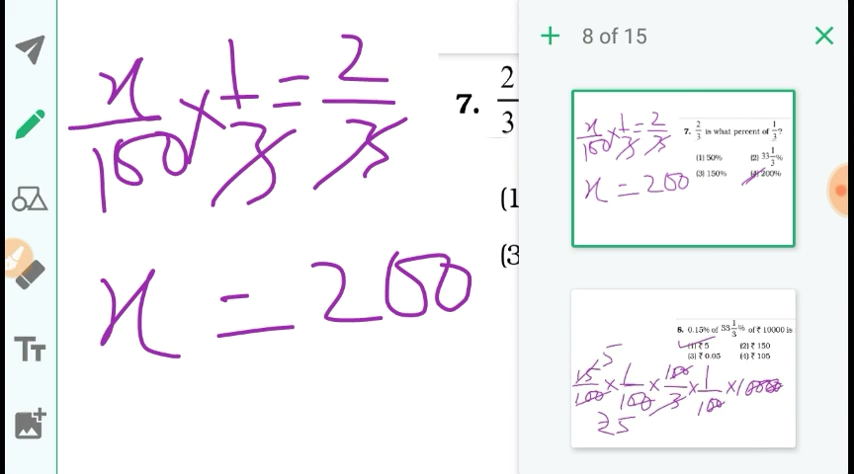 x/100 × 1/3 = 2/3
x = 200
7. 2/3
(1
(3
Tт
8 of 15
x/100 × 1/3 = 2/3
x = 200
7. 2/3 is what percent of 1/3?
(1) 50% (2) 33 1/3 %
(3) 150% (4) 200%
8. 0.15% of 33 1/3 % of ₹ 10000 is
(1) ₹ 5 (2) ₹ 150
(3) ₹ 0.05 (4) ₹ 105
5
15/100 × 1/100 × 100/3 × 1/100 × 10000